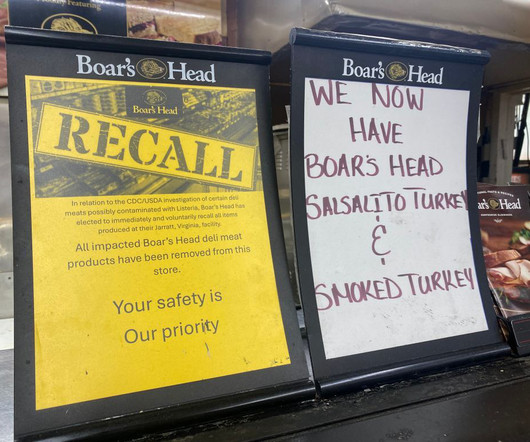 Featuring
Boar's Head
Boar's Head
RECALL
In relation to the CDC/USDA investigation of certain deli
meats possibly contaminated with Listeria, Boar's Head has
elected to immediately and voluntarily recall all items
produced at their Jarratt, Virginia, facility.
All impacted Boar's Head deli meat
products have been removed from this
store.
Your safety is
Our priority
Boar's Head
WE NOW
HAVE
BOAR'S HEAD
SALSALITO TURKEY
&
SMOKED TURKEY
ar's Head